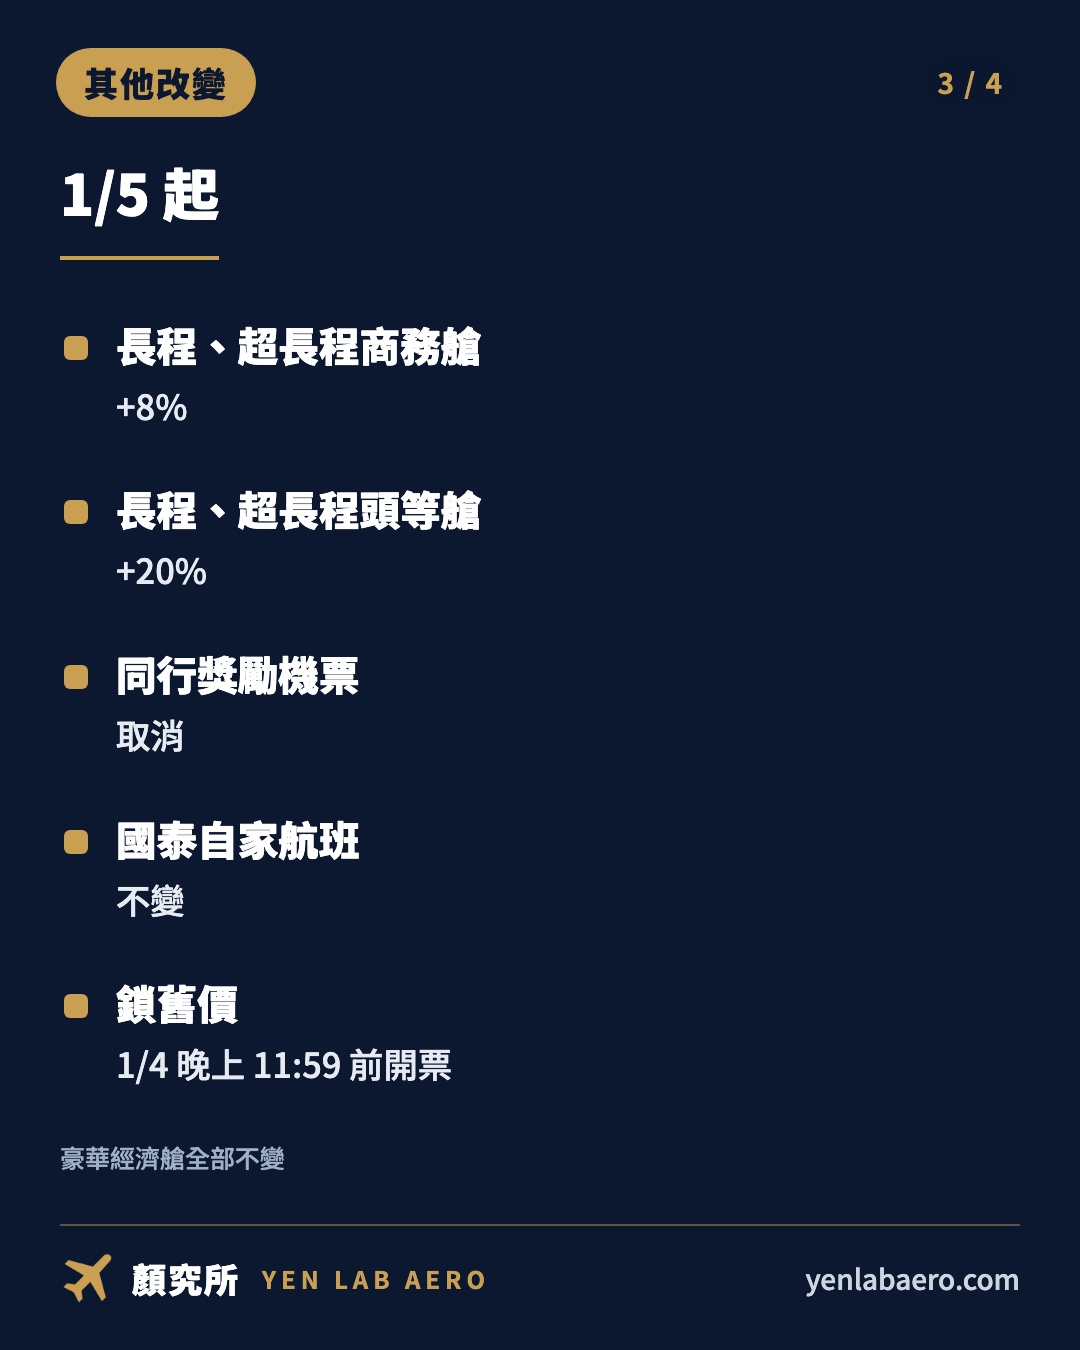 其他改變
3 / 4
1/5 起
長程、超長程商務艙
+8%
長程、超長程頭等艙
+20%
同行獎勵機票
取消
國泰自家航班
不變
鎖舊價
1/4 晚上 11:59 前開票
豪華經濟艙全部不變
顏究所 YEN LAB AERO
yenlabaero.com